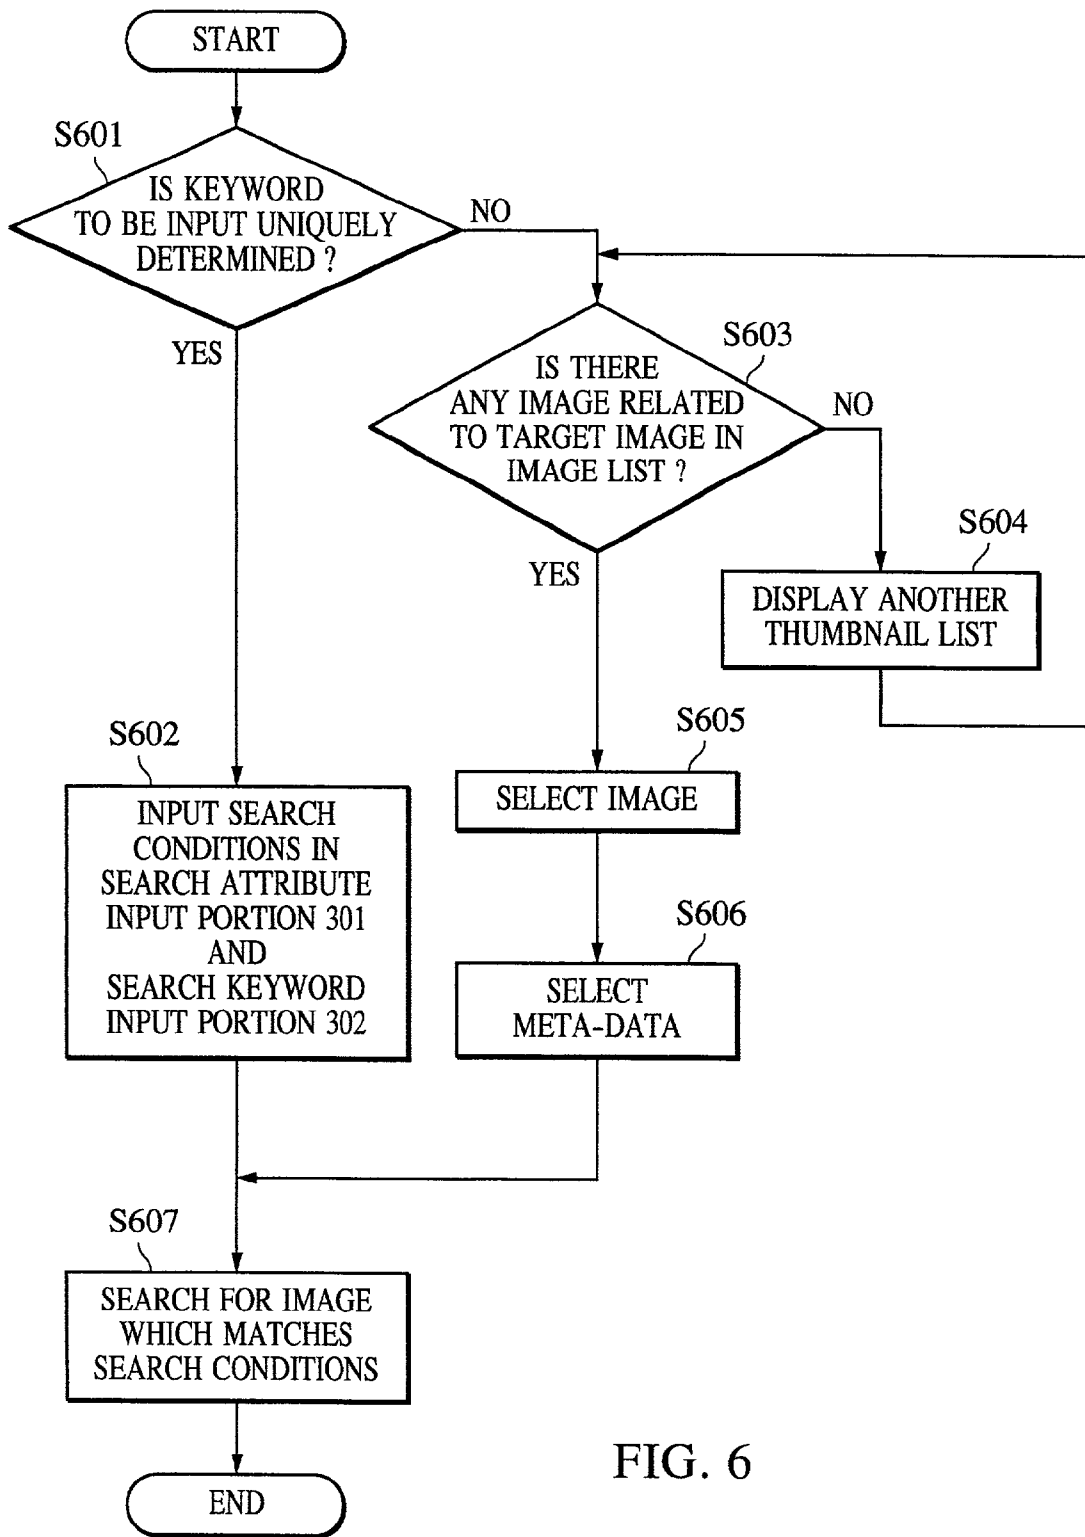 START
S601
IS KEYWORD
TO BE INPUT UNIQUELY
DETERMINED ?
NO
YES
S603
IS THERE
ANY IMAGE RELATED
TO TARGET IMAGE IN
IMAGE LIST ?
NO
YES
S604
DISPLAY ANOTHER
THUMBNAIL LIST
S605
SELECT IMAGE
S602
INPUT SEARCH
CONDITIONS IN
SEARCH ATTRIBUTE
INPUT PORTION 301
AND
SEARCH KEYWORD
INPUT PORTION 302
S606
SELECT
META-DATA
S607
SEARCH FOR IMAGE
WHICH MATCHES
SEARCH CONDITIONS
END
FIG. 6